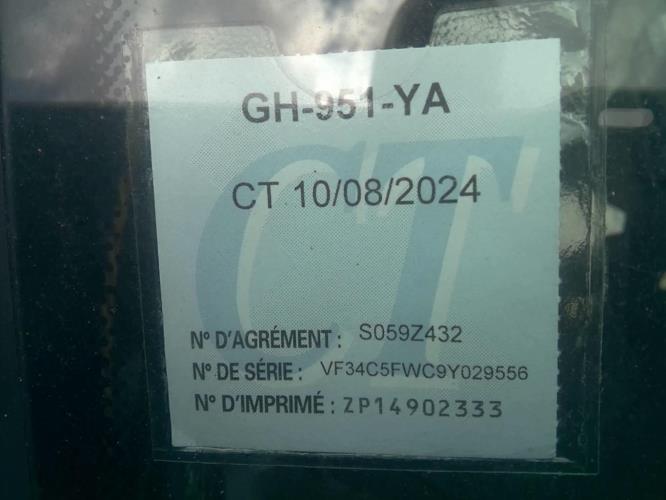 GH-951-YA
CT 10/08/2024
CT
N° D'AGRÉMENT : S059Z432
N° DE SÉRIE : VF34C5FWC9Y029556
N° D'IMPRIMÉ : ZP14902333